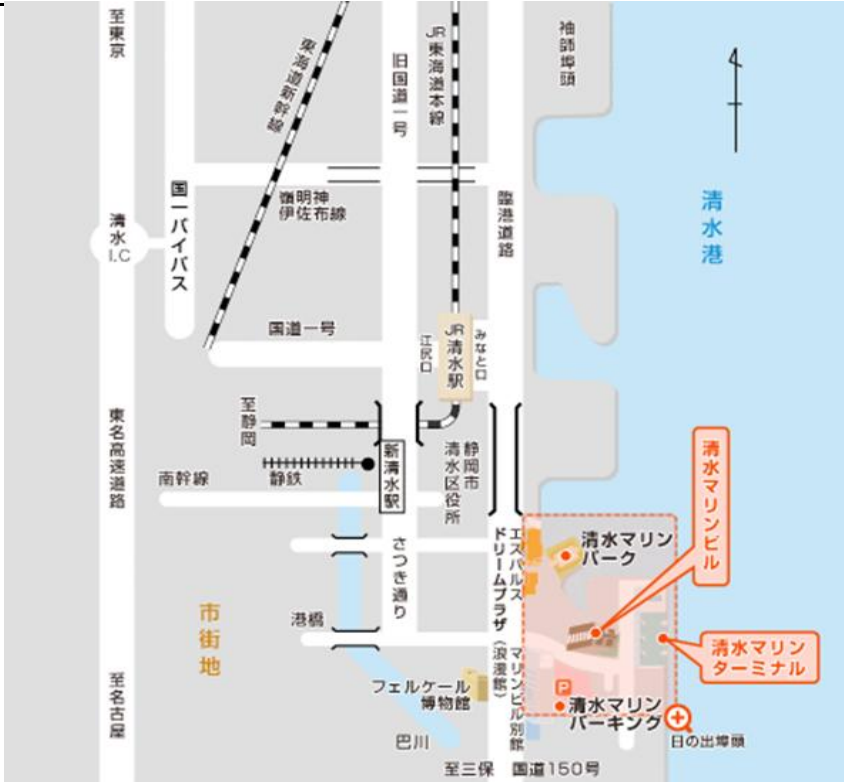 至東京
東海道新幹線
旧国道一号
JR東海道本線
袖師埠頭
国一バイパス
嶺明神
伊佐布線
臨港道路
清水港
清水
I.C
国道一号
江尻口
JR清水駅
みなと口
東名高速道路
至静岡
静鉄
新清水駅
静岡市
清水区役所
南幹線
清水マリンビル
エスパルス
ドリームプラザ
清水マリン
パーク
さつき通り
市街地
港橋
清水マリン
ターミナル
マリンビル別館
(浪漫館)
フェルケール
博物館
P
清水マリン
パーキング
日の出埠頭
至名古屋
巴川
至三保 国道150号